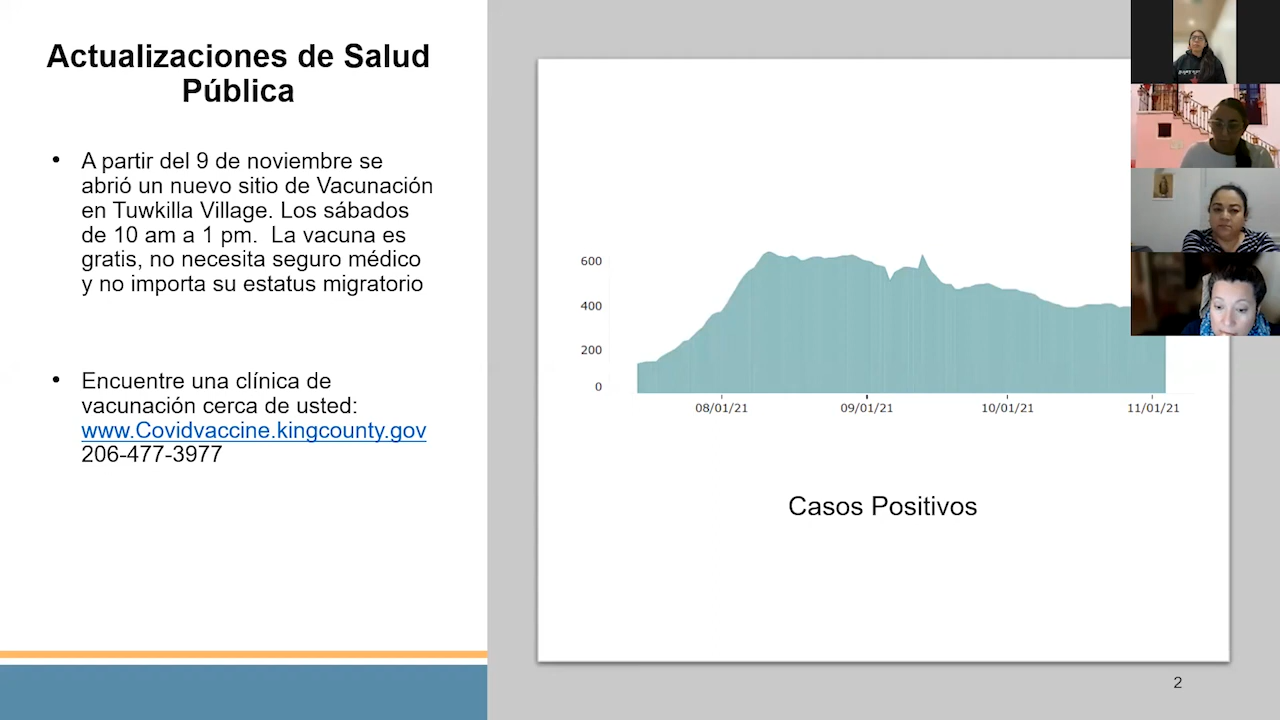 Actualizaciones de Salud
Pública
• A partir del 9 de noviembre se
abrió un nuevo sitio de Vacunación
en Tuwkilla Village. Los sábados
de 10 am a 1 pm. La vacuna es
gratis, no necesita seguro médico
y no importa su estatus migratorio
• Encuentre una clínica de
vacunación cerca de usted:
www.Covidvaccine.kingcounty.gov
206-477-3977
600
400
200
0
08/01/21
09/01/21
10/01/21
11/01/21
Casos Positivos
2